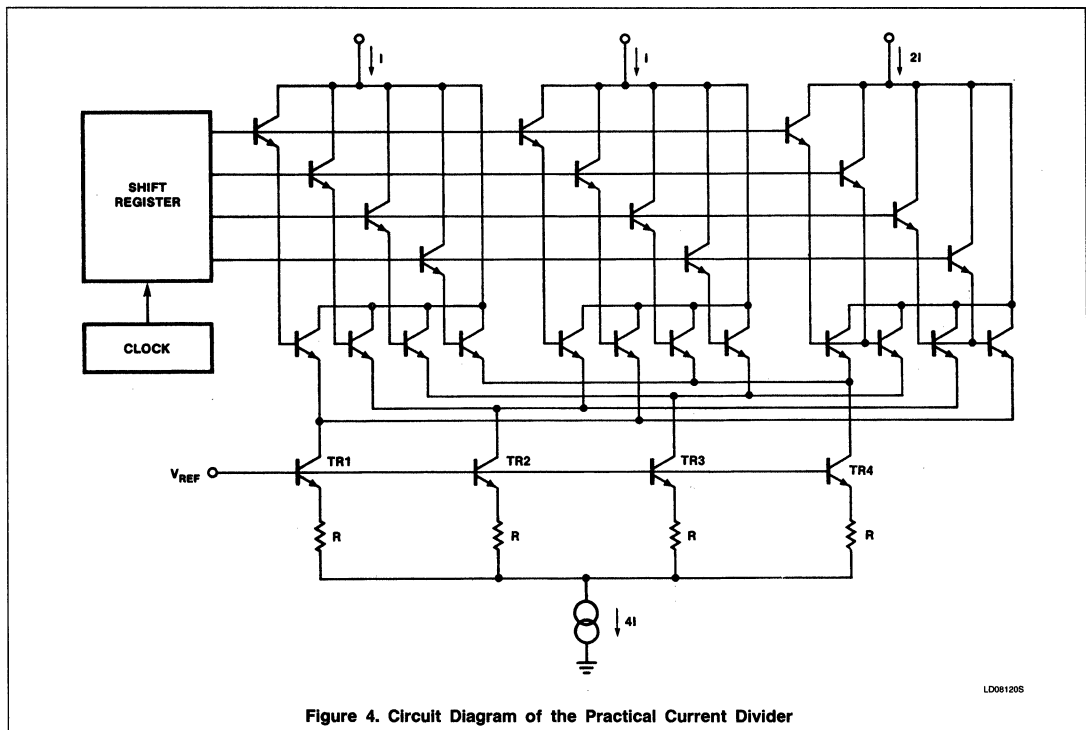 I
I
2I
SHIFT
REGISTER
CLOCK
VREF
TR1
TR2
TR3
TR4
R
R
R
R
4I
LD08120S
Figure 4. Circuit Diagram of the Practical Current Divider